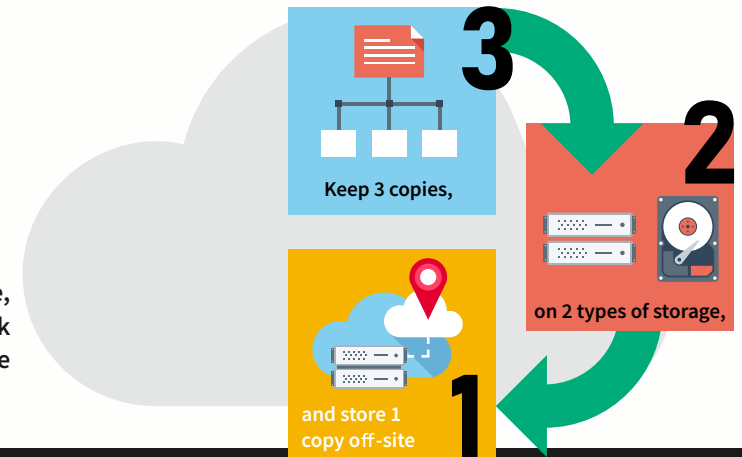 3
Keep 3 copies,
2
on 2 types of storage,
1
and store 1
copy off-site